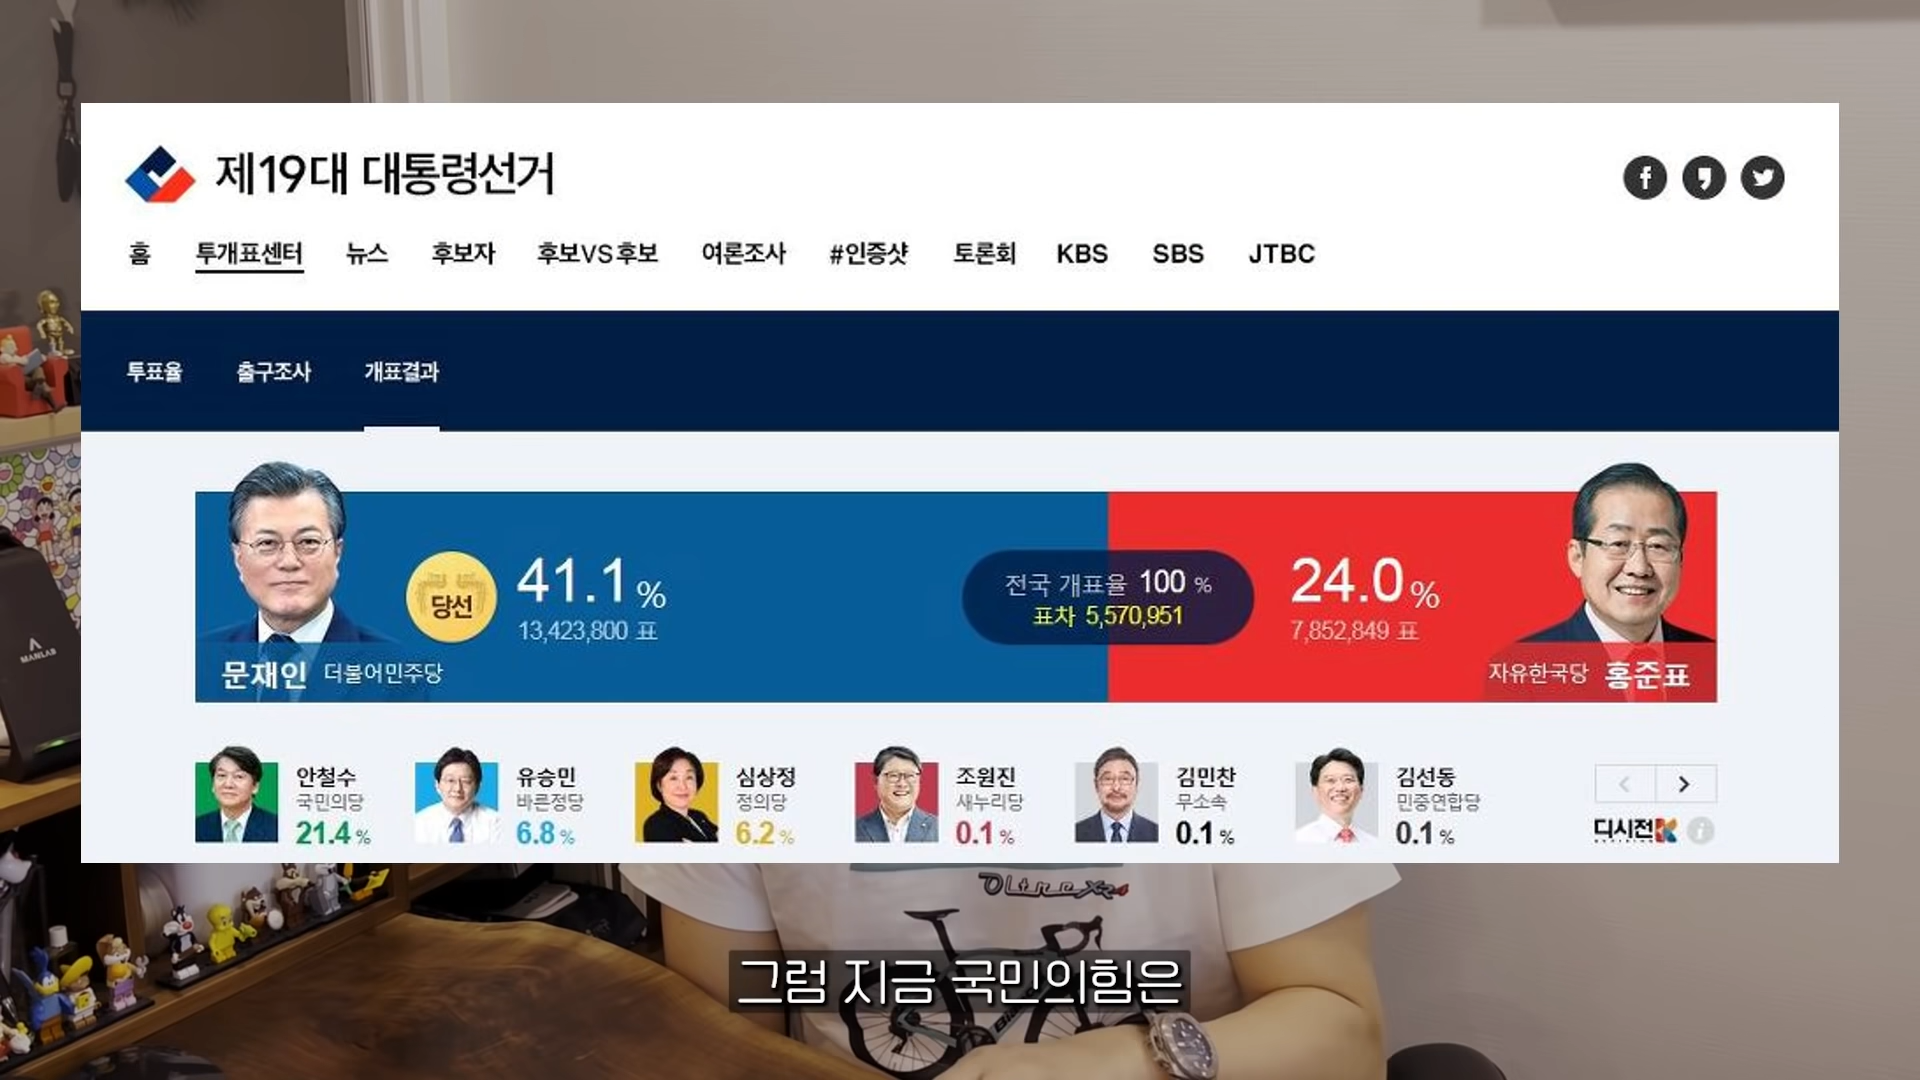 제19대 대통령선거
홈 투개표센터 뉴스 후보자 후보VS후보 여론조사 #인증샷 토론회 KBS SBS JTBC
투표율 출구조사 개표결과
당선
41.1%
13,423,800 표
문재인 더불어민주당
전국 개표율 100 %
표차 5,570,951
24.0%
7,852,849 표
자유한국당 홍준표
안철수
국민의당
21.4%
유승민
바른정당
6.8%
심상정
정의당
6.2%
조원진
새누리당
0.1%
김민찬
무소속
0.1%
김선동
민중연합당
0.1%
디시전K
MANLAB
Oltre XR4
그럼 지금 국민의힘은